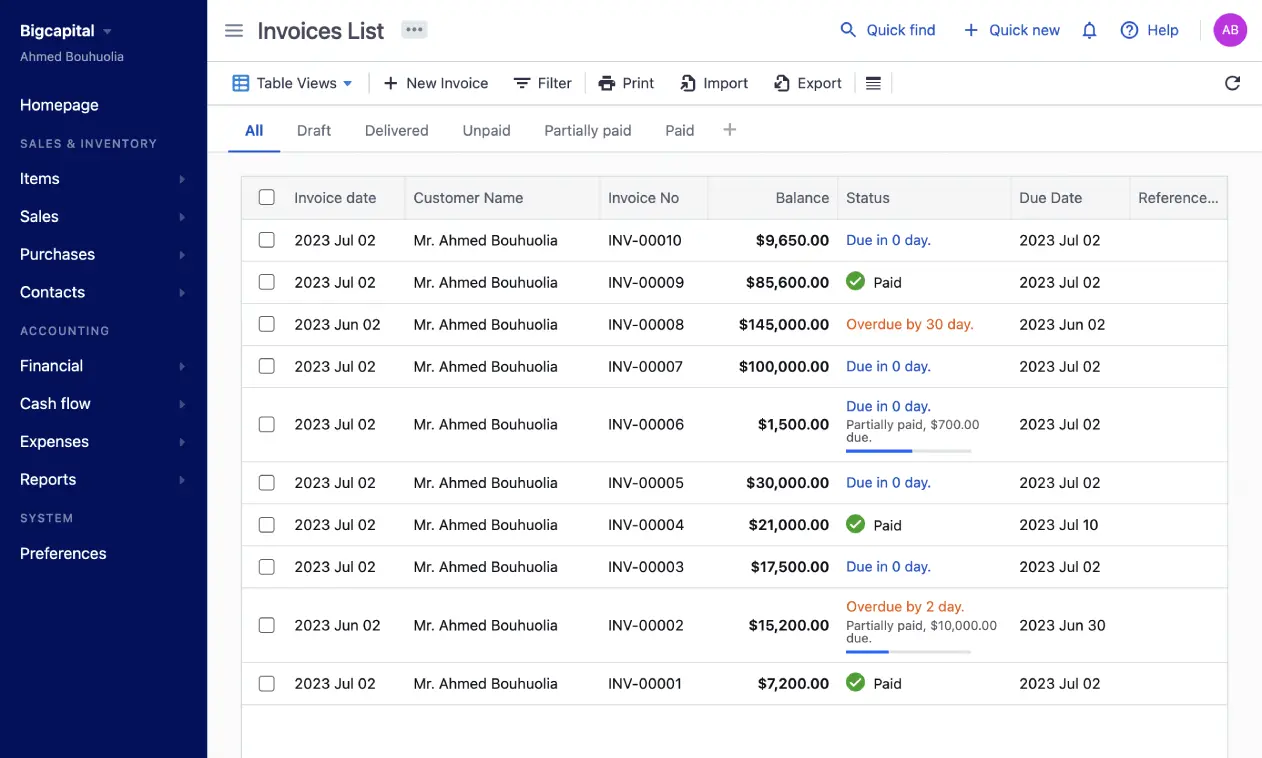 Bigcapital
Ahmed Bouhuolia
Homepage
SALES & INVENTORY
Items
Sales
Purchases
Contacts
ACCOUNTING
Financial
Cash flow
Expenses
Reports
SYSTEM
Preferences
Invoices List
Quick find
Quick new
Help
AB
Table Views
New Invoice
Filter
Print
Import
Export
All Draft Delivered Unpaid Partially paid Paid
Invoice date Customer Name Invoice No Balance Status Due Date Reference...
2023 Jul 02 Mr. Ahmed Bouhuolia INV-00010 $9,650.00 Due in 0 day. 2023 Jul 02
2023 Jul 02 Mr. Ahmed Bouhuolia INV-00009 $85,600.00 Paid 2023 Jul 02
2023 Jun 02 Mr. Ahmed Bouhuolia INV-00008 $145,000.00 Overdue by 30 day. 2023 Jun 02
2023 Jul 02 Mr. Ahmed Bouhuolia INV-00007 $100,000.00 Due in 0 day. 2023 Jul 02
2023 Jul 02 Mr. Ahmed Bouhuolia INV-00006 $1,500.00 Due in 0 day.
Partially paid, $700.00
due.
2023 Jul 02
2023 Jul 02 Mr. Ahmed Bouhuolia INV-00005 $30,000.00 Due in 0 day. 2023 Jul 02
2023 Jul 02 Mr. Ahmed Bouhuolia INV-00004 $21,000.00 Paid 2023 Jul 10
2023 Jul 02 Mr. Ahmed Bouhuolia INV-00003 $17,500.00 Due in 0 day. 2023 Jul 02
2023 Jun 02 Mr. Ahmed Bouhuolia INV-00002 $15,200.00 Overdue by 2 day.
Partially paid, $10,000.00
due.
2023 Jun 30
2023 Jul 02 Mr. Ahmed Bouhuolia INV-00001 $7,200.00 Paid 2023 Jul 02